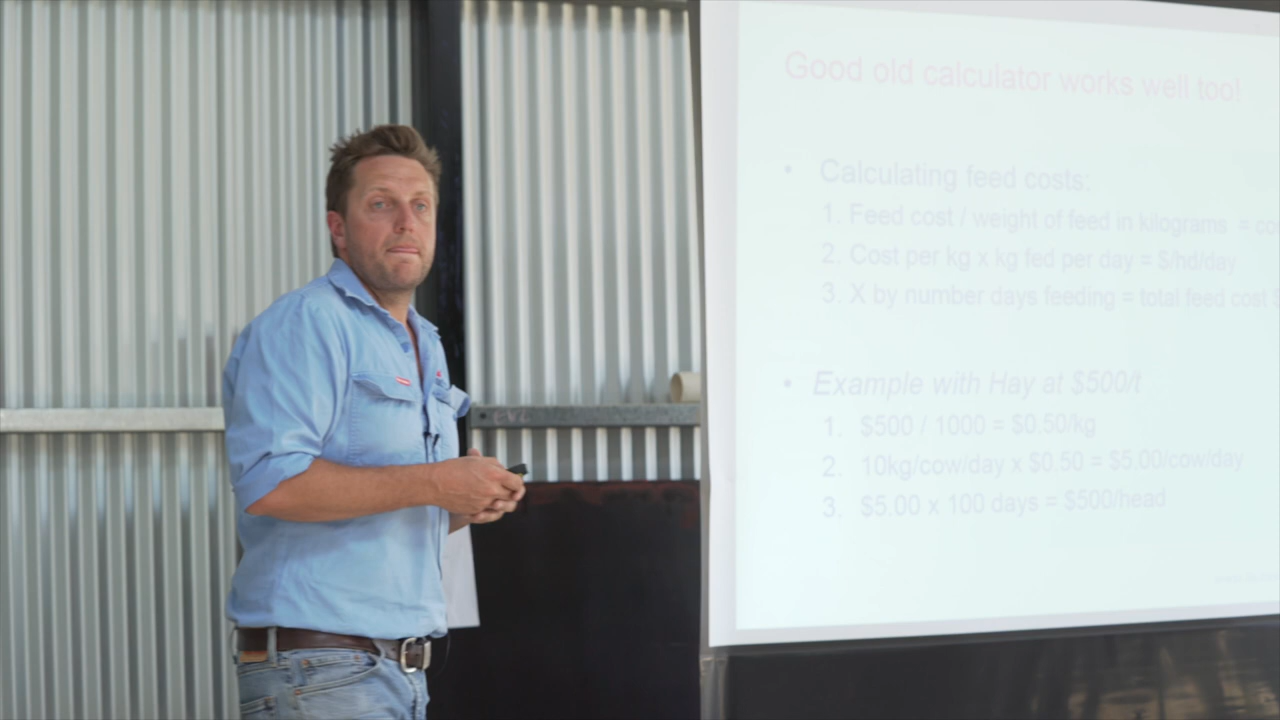 Good old calculator works well too!
• Calculating feed costs:
1. Feed cost / weight of feed in kilograms = cos
2. Cost per kg x kg fed per day = $/hd/day
3. X by number days feeding = total feed cost
• Example with Hay at $500/t
1. $500 / 1000 = $0.50/kg
2. 10kg/cow/day x $0.50 = $5.00/cow/day
3. $5.00 x 100 days = $500/head